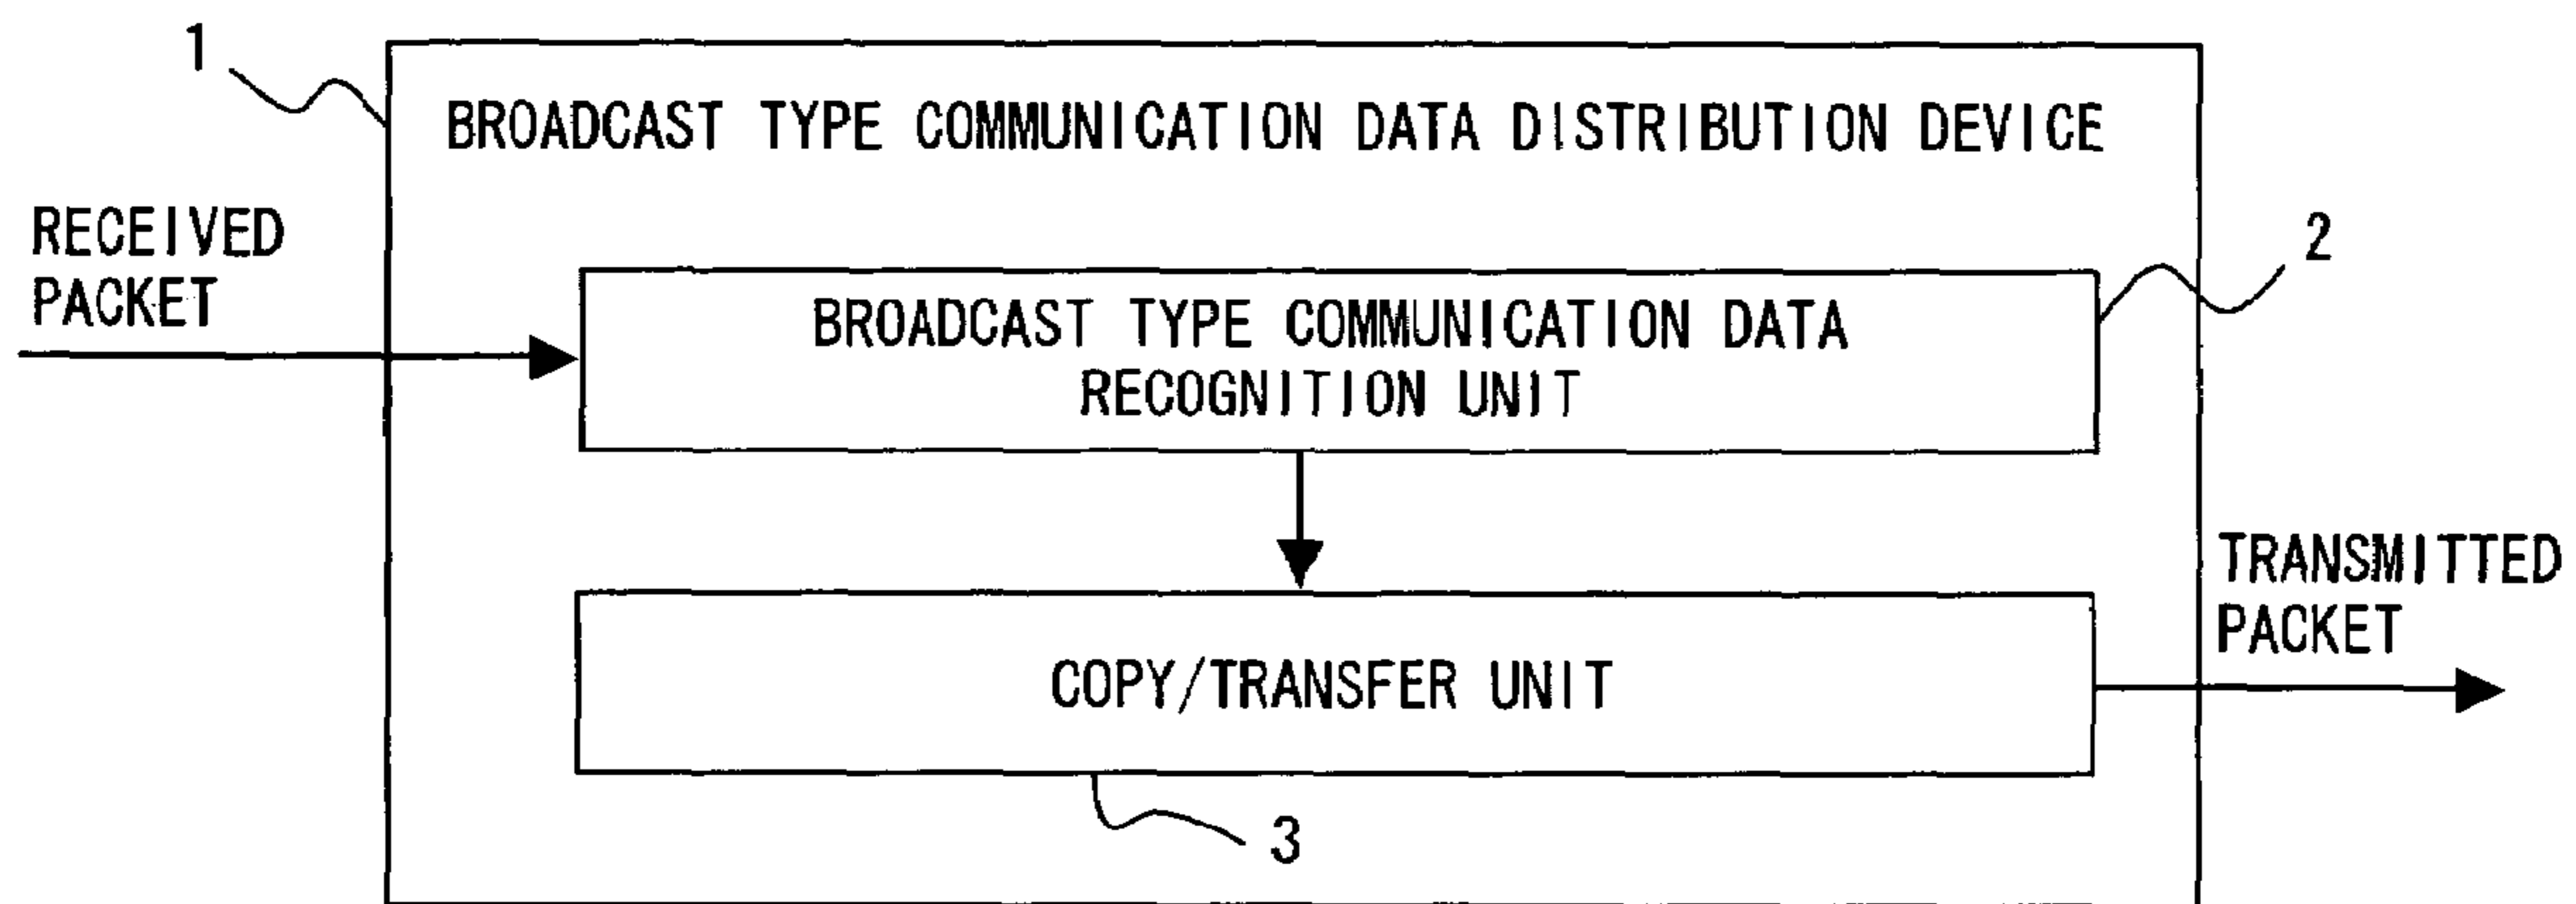 1
BROADCAST TYPE COMMUNICATION DATA DISTRIBUTION DEVICE
RECEIVED
PACKET
2
BROADCAST TYPE COMMUNICATION DATA
RECOGNITION UNIT
TRANSMITTED
PACKET
COPY/TRANSFER UNIT
3